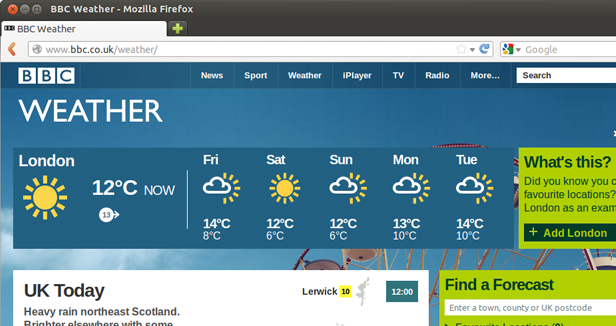 BBC Weather - Mozilla Firefox
BBC BBC Weather
www.bbc.co.uk/weather/
Google
BBC News Sport Weather iPlayer TV Radio More... Search
WEATHER
London
12°C NOW
13
Fri Sat Sun Mon Tue
14°C 12°C 12°C 13°C 14°C
8°C 6°C 6°C 10°C 10°C
What's this?
Did you know you c
favourite locations?
London as an exam
+ Add London
UK Today
Lerwick 10
12:00
Heavy rain northeast Scotland.
Brighter elsewhere with some
Find a Forecast
Enter a town, county or UK postcode
Favourite Locations (0)